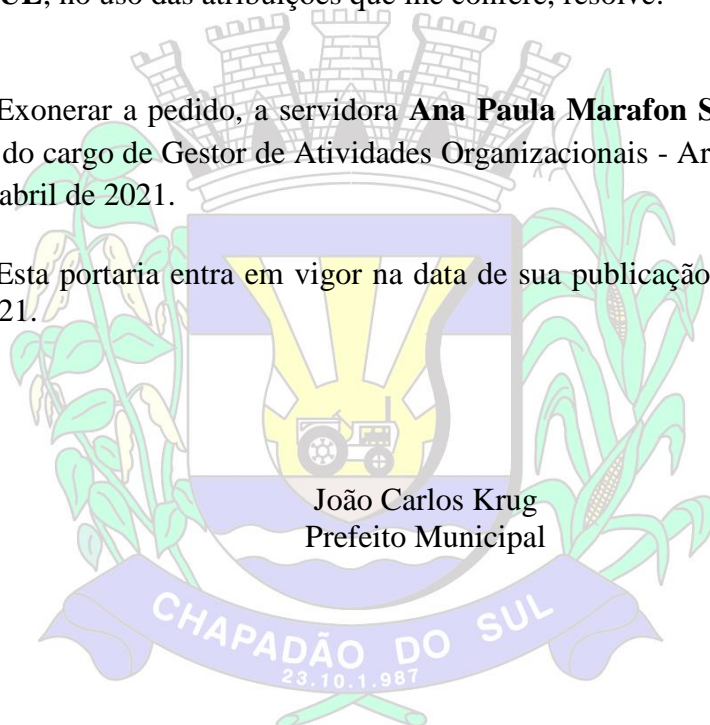 UL, no uso das atribuições que lhe confere, resolve:
Exonerar a pedido, a servidora Ana Paula Marafon S
do cargo de Gestor de Atividades Organizacionais - Ar
abril de 2021.
Esta portaria entra em vigor na data de sua publicação
21.
João Carlos Krug
Prefeito Municipal
CHAPADÃO DO SUL
23.10.1.987